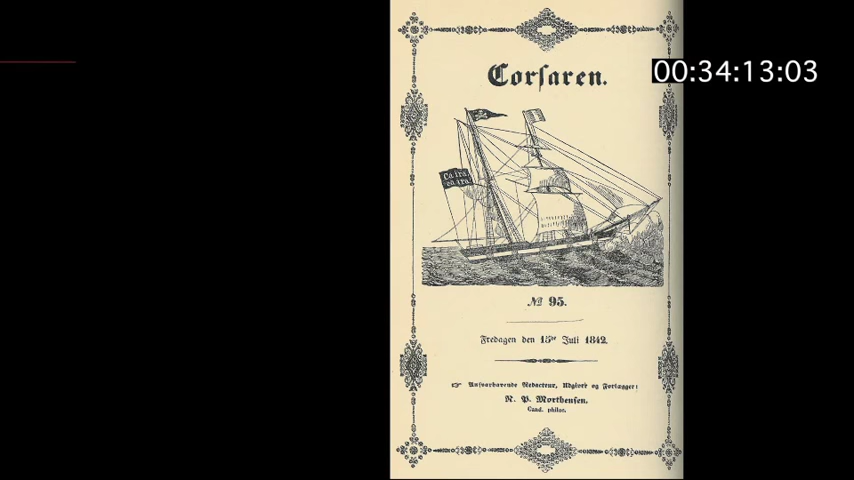 Corsaren.
00:34:13:03
Ça ira,
ça ira
№ 95.
Fredagen den 15de Juli 1842.
☞ Ansvarhavende Redacteur, Udgiver og Forlægger:
N. P. Morthensen,
Cand. philos.